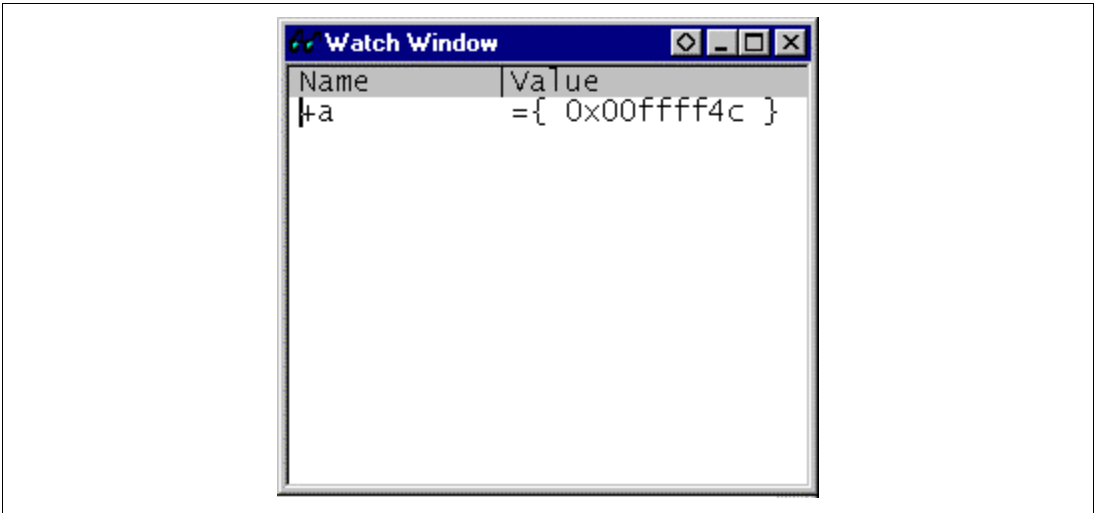 Watch Window
Name Value
+a ={ 0x00ffff4c }